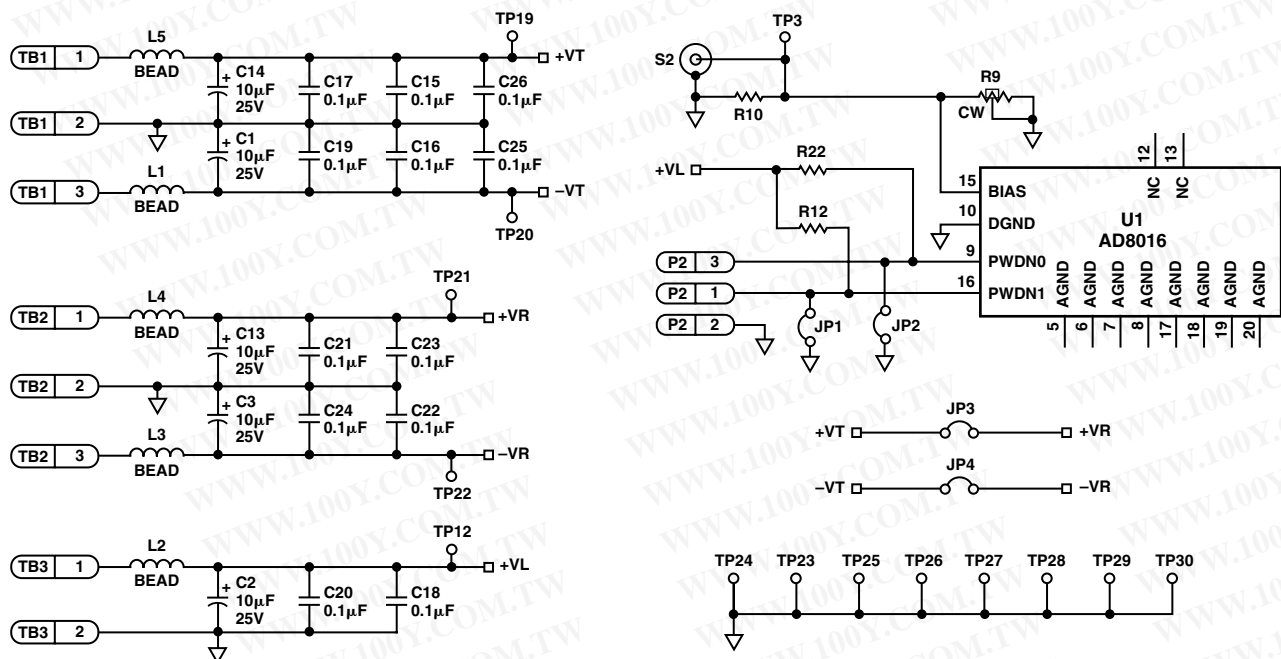 TB1 1
L5
BEAD
+ C14
10μF
25V
C17
0.1μF
C15
0.1μF
C26
0.1μF
TP19
+VT
TB1 2
+ C1
10μF
25V
C19
0.1μF
C16
0.1μF
C25
0.1μF
TB1 3
L1
BEAD
–VT
TP20
TB2 1
L4
BEAD
TP21
+VR
+ C13
10μF
25V
C21
0.1μF
C23
0.1μF
TB2 2
+ C3
10μF
25V
C24
0.1μF
C22
0.1μF
TB2 3
L3
BEAD
–VR
TP22
TB3 1
L2
BEAD
TP12
+VL
+ C2
10μF
25V
C20
0.1μF
C18
0.1μF
TB3 2
TP3
S2
R10
R9
CW
+VL
R22
R12
P2 3
P2 1
P2 2
JP1
JP2
12
13
NC
NC
15
BIAS
10
DGND
9
PWDN0
16
PWDN1
U1
AD8016
AGND
AGND
AGND
AGND
AGND
AGND
AGND
AGND
5
6
7
8
17
18
19
20
+VT
JP3
+VR
–VT
JP4
–VR
TP24
TP23
TP25
TP26
TP27
TP28
TP29
TP30
WWW.100Y.COM.TW